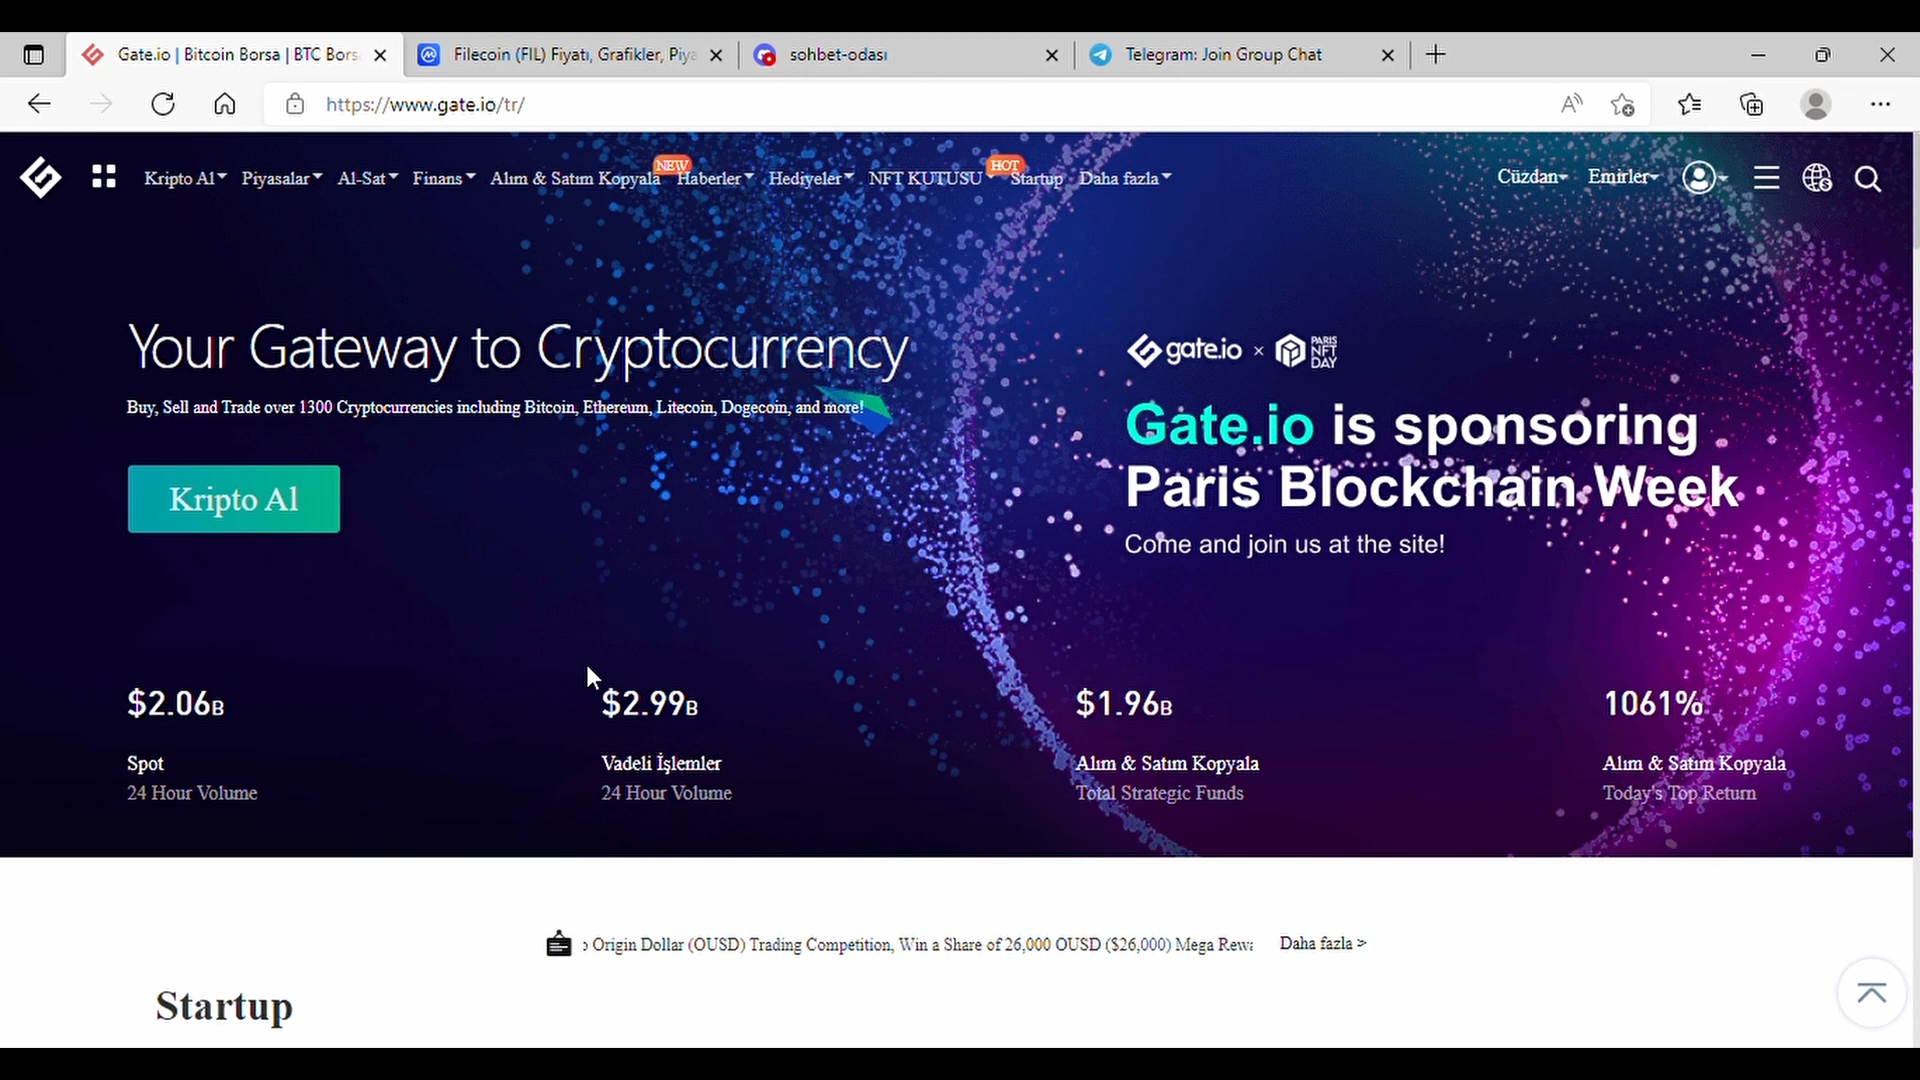 Gate.io | Bitcoin Borsa | BTC Bors
Filecoin (FIL) Fiyatı, Grafikler, Piya
sohbet-odası
Telegram: Join Group Chat
https://www.gate.io/tr/
Kripto Al
Piyasalar
Al-Sat
Finans
Alım & Satım Kopyala
NEW
Haberler
Hediyeler
NFT KUTUSU
HOT
Startup
Daha fazla
Cüzdan
Emirler
Your Gateway to Cryptocurrency
Buy, Sell and Trade over 1300 Cryptocurrencies including Bitcoin, Ethereum, Litecoin, Dogecoin, and more!
Kripto Al
gate.io × PARIS NFT DAY
Gate.io is sponsoring
Paris Blockchain Week
Come and join us at the site!
$2.06B
Spot
24 Hour Volume
$2.99B
Vadeli İşlemler
24 Hour Volume
$1.96B
Alım & Satım Kopyala
Total Strategic Funds
1061%
Alım & Satım Kopyala
Today's Top Return
Origin Dollar (OUSD) Trading Competition, Win a Share of 26,000 OUSD ($26,000) Mega Rewa
Daha fazla >
Startup